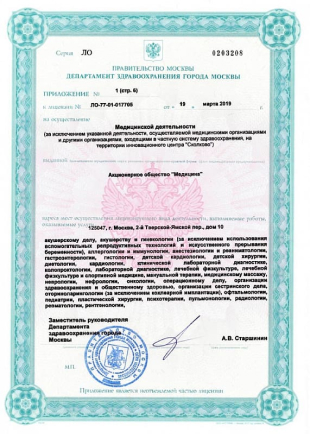 Серия ЛО
0203208
ПРАВИТЕЛЬСТВО МОСКВЫ
ДЕПАРТАМЕНТ ЗДРАВООХРАНЕНИЯ ГОРОДА МОСКВЫ
ПРИЛОЖЕНИЕ № 1 (стр. 6)
к лицензии № ЛО-77-01-017705 от « 19 » марта 2019
на осуществление
Медицинской деятельности
(за исключением указанной деятельности, осуществляемой медицинскими организациями
и другими организациями, входящими в частную систему здравоохранения, на
территории инновационного центра "Сколково")
Акционерное общество "Медицина"
адреса мест осуществления
125047, г. Москва, 2-й Тверской-Ямской пер., дом 10
акушерскому делу, акушерству и гинекологии (за исключением использования
вспомогательных репродуктивных технологий и искусственного прерывания
беременности), аллергологии и иммунологии, анестезиологии и реаниматологии,
гастроэнтерологии, гистологии, детской кардиологии, детской хирургии,
диетологии, кардиологии, клинической лабораторной диагностике,
колопроктологии, лабораторной диагностике, лечебной физкультуре, лечебной
физкультуре и спортивной медицине, мануальной терапии, медицинскому массажу,
неврологии, нефрологии, онкологии, операционному делу, организации
здравоохранения и общественному здоровью, организации сестринского дела,
оториноларингологии (за исключением кохлеарной имплантации), офтальмологии,
педиатрии, пластической хирургии, психотерапии, пульмонологии, радиологии,
ревматологии, рентгенологии,
Заместитель руководителя
Департамента
здравоохранения города
Москвы
А.В. Старшинин
М.П.
Приложение является неотъемлемой частью лицензии